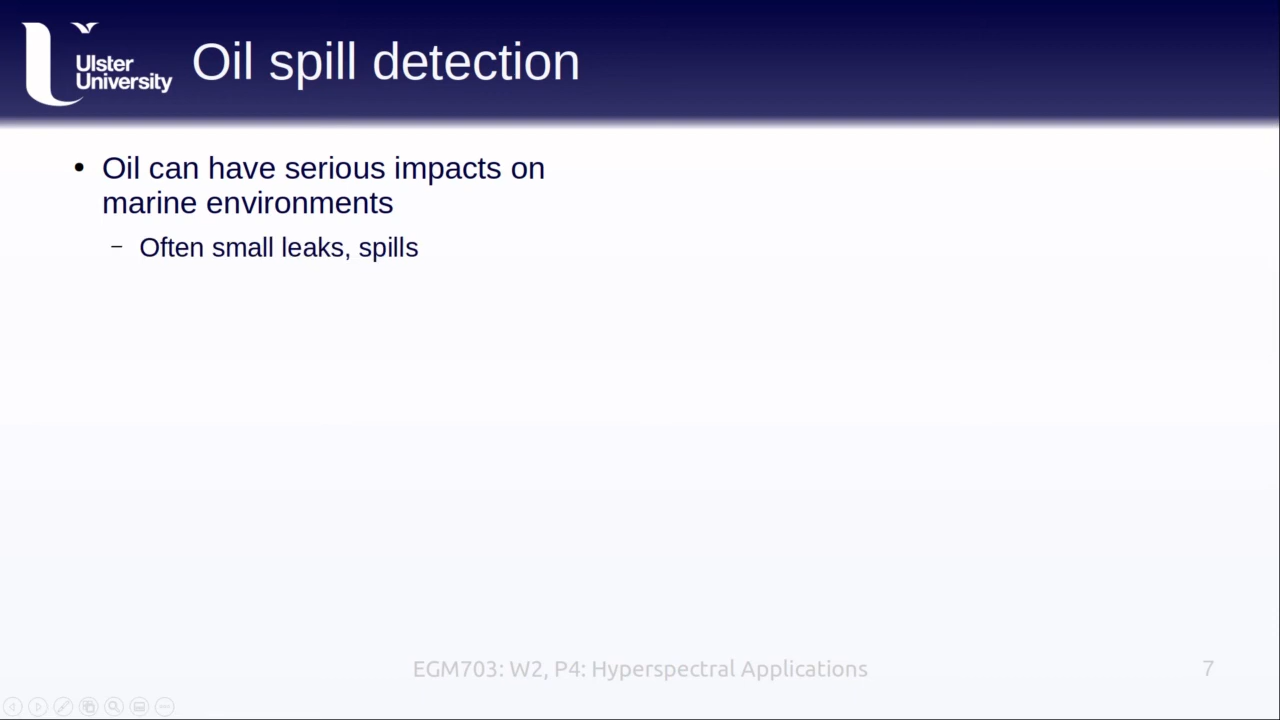 Ulster
University
Oil spill detection
• Oil can have serious impacts on
marine environments
– Often small leaks, spills
EGM703: W2, P4: Hyperspectral Applications
7